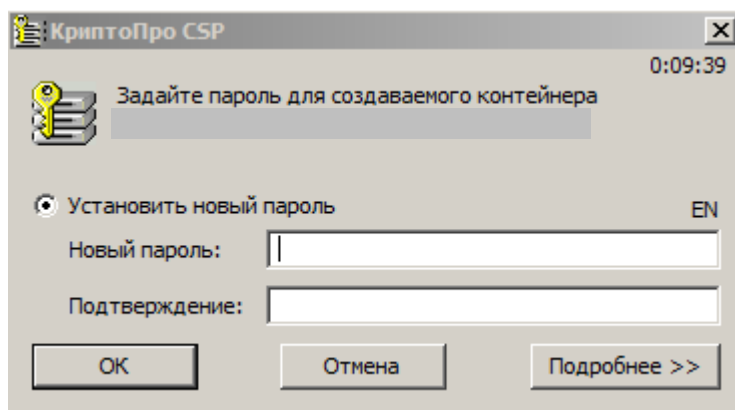 КриптоПро CSP
0:09:39
Задайте пароль для создаваемого контейнера
Установить новый пароль
EN
Новый пароль:
Подтверждение:
ОК
Отмена
Подробнее >>